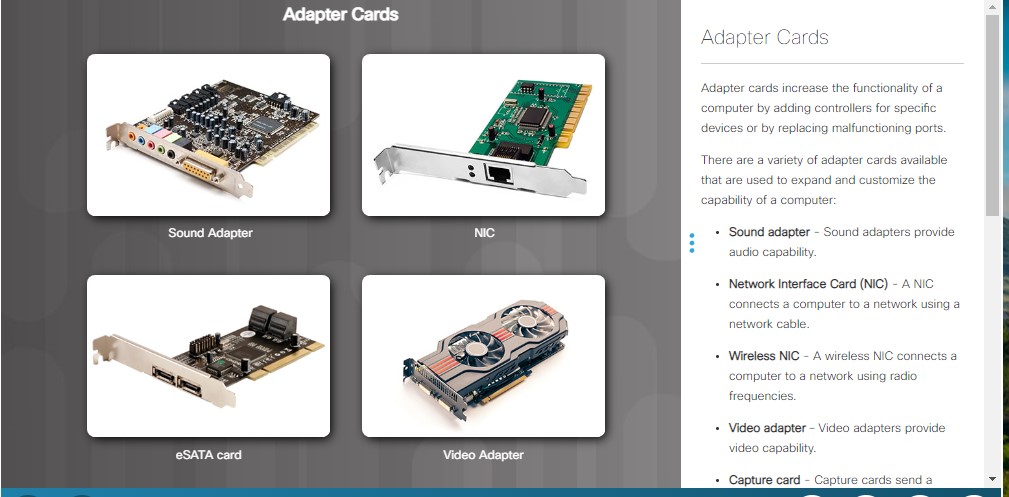 Adapter Cards
Sound Adapter
NIC
eSATA card
Video Adapter
Adapter Cards
Adapter cards increase the functionality of a
computer by adding controllers for specific
devices or by replacing malfunctioning ports.
There are a variety of adapter cards available
that are used to expand and customize the
capability of a computer:
• Sound adapter - Sound adapters provide
audio capability.
• Network Interface Card (NIC) - A NIC
connects a computer to a network using a
network cable.
• Wireless NIC - A wireless NIC connects a
computer to a network using radio
frequencies.
• Video adapter - Video adapters provide
video capability.
• Capture card - Capture cards send a